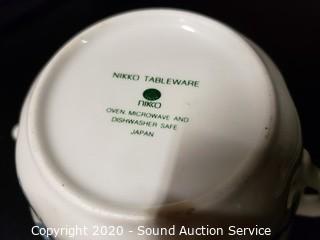 NIKKO TABLEWARE
NIKKO
OVEN, MICROWAVE AND
DISHWASHER SAFE
JAPAN
Copyright 2020 - Sound Auction Service